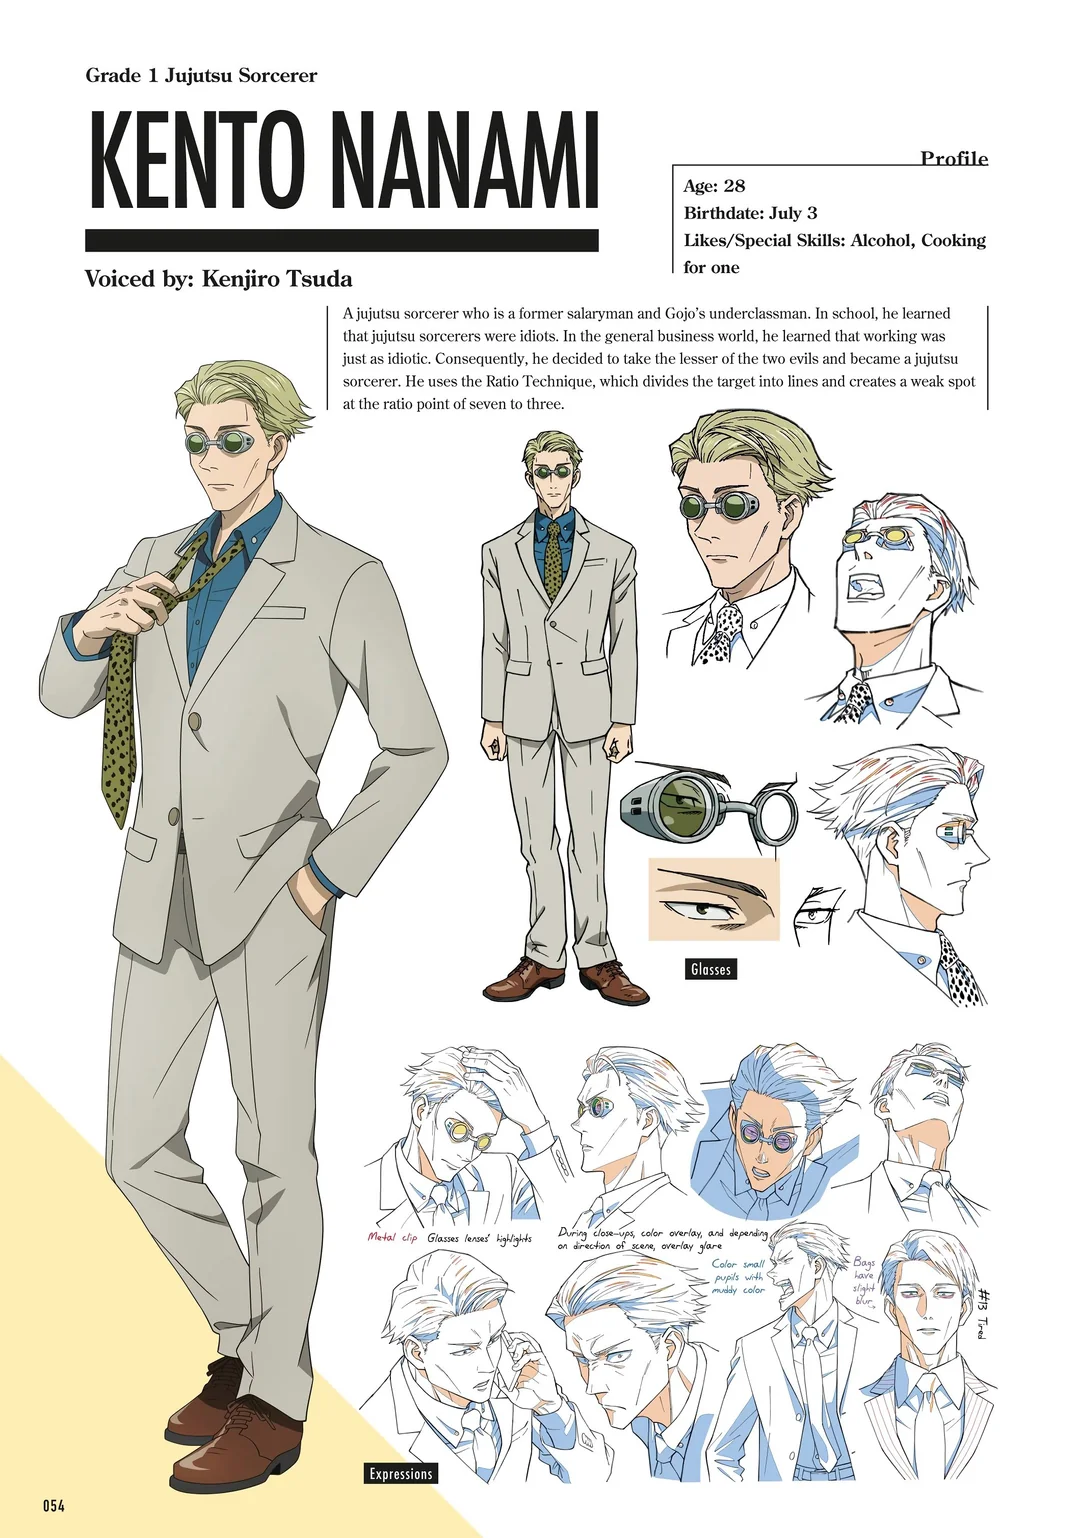 Grade 1 Jujutsu Sorcerer
KENTO NANAMI
Voiced by: Kenjiro Tsuda
Profile
Age: 28
Birthdate: July 3
Likes/Special Skills: Alcohol, Cooking
for one
A jujutsu sorcerer who is a former salaryman and Gojo’s underclassman. In school, he learned
that jujutsu sorcerers were idiots. In the general business world, he learned that working was
just as idiotic. Consequently, he decided to take the lesser of the two evils and became a jujutsu
sorcerer. He uses the Ratio Technique, which divides the target into lines and creates a weak spot
at the ratio point of seven to three.
Glasses
Metal clip
Glasses lenses' highlights
During close-ups, color overlay, and depending
on direction of scene, overlay glare
Color small
pupils with
muddy color
Bags
have
slight
blur
#13 Tired
Expressions
054